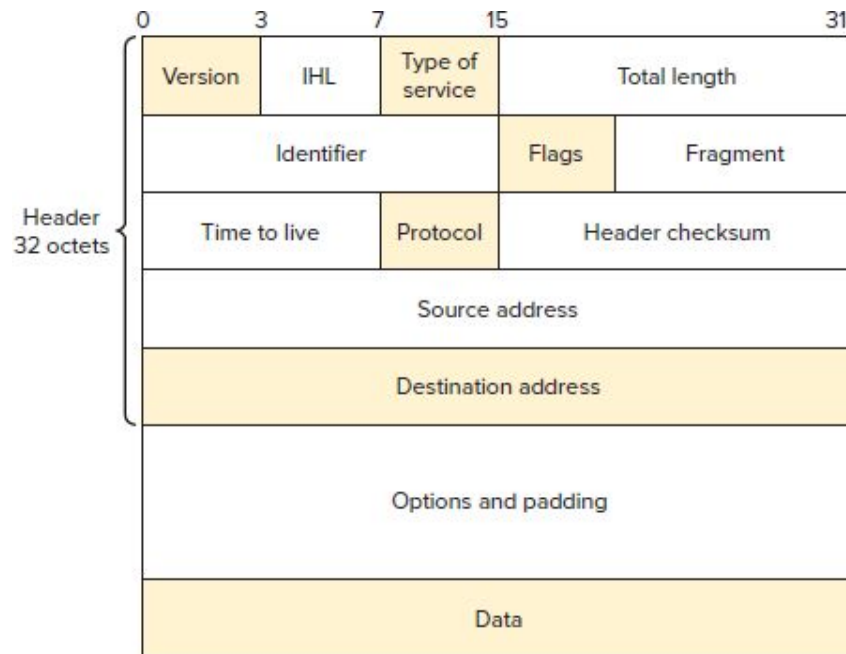 0 3 7 15 31
Version IHL Type of service Total length
Identifier Flags Fragment
Header 32 octets
Time to live Protocol Header checksum
Source address
Destination address
Options and padding
Data